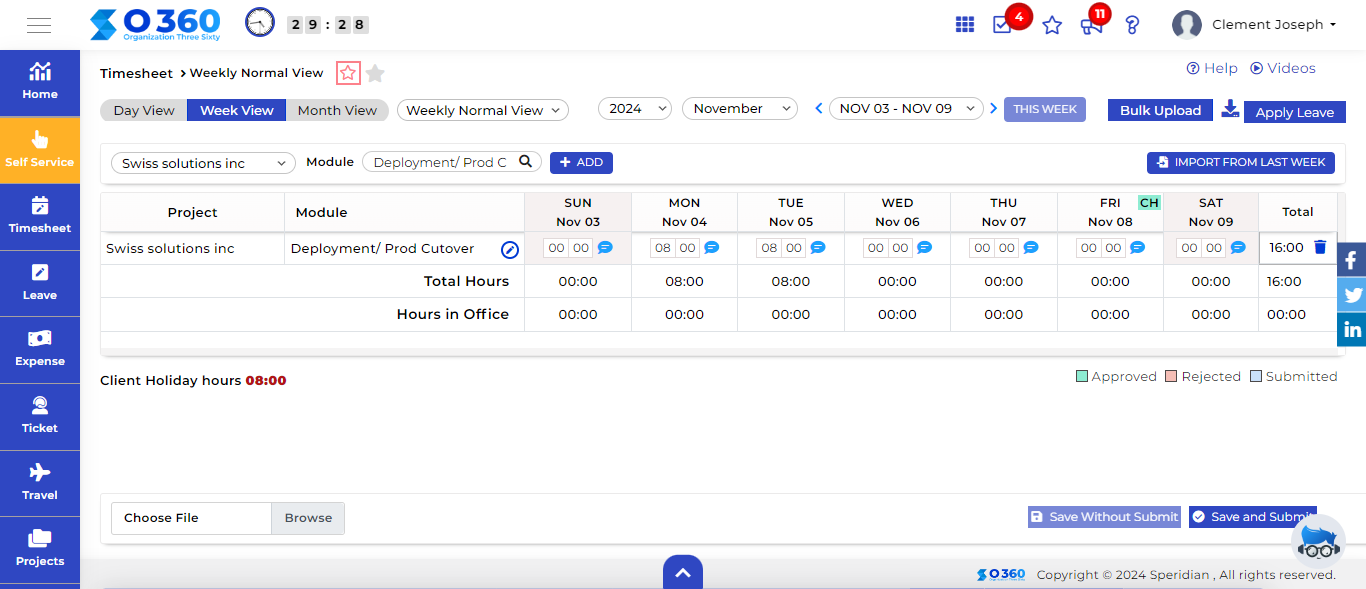 O 360
Organization Three Sixty
29:28
4
11
Clement Joseph
Home
Self Service
Timesheet
Leave
Expense
Ticket
Travel
Projects
Timesheet > Weekly Normal View
Help Videos
Day View Week View Month View Weekly Normal View 2024 November NOV 03 - NOV 09 THIS WEEK Bulk Upload Apply Leave
Swiss solutions inc Module Deployment/ Prod C + ADD IMPORT FROM LAST WEEK
Project Module SUN Nov 03 MON Nov 04 TUE Nov 05 WED Nov 06 THU Nov 07 FRI CH Nov 08 SAT Nov 09 Total
Swiss solutions inc Deployment/ Prod Cutover 00 00 08 00 08 00 00 00 00 00 00 00 00 00 16:00
Total Hours 00:00 08:00 08:00 00:00 00:00 00:00 00:00 16:00
Hours in Office 00:00 00:00 00:00 00:00 00:00 00:00 00:00 00:00
f
in
Client Holiday hours 08:00
Approved Rejected Submitted
Choose File Browse
Save Without Submit Save and Submit
O 360 Copyright © 2024 Speridian , All rights reserved.